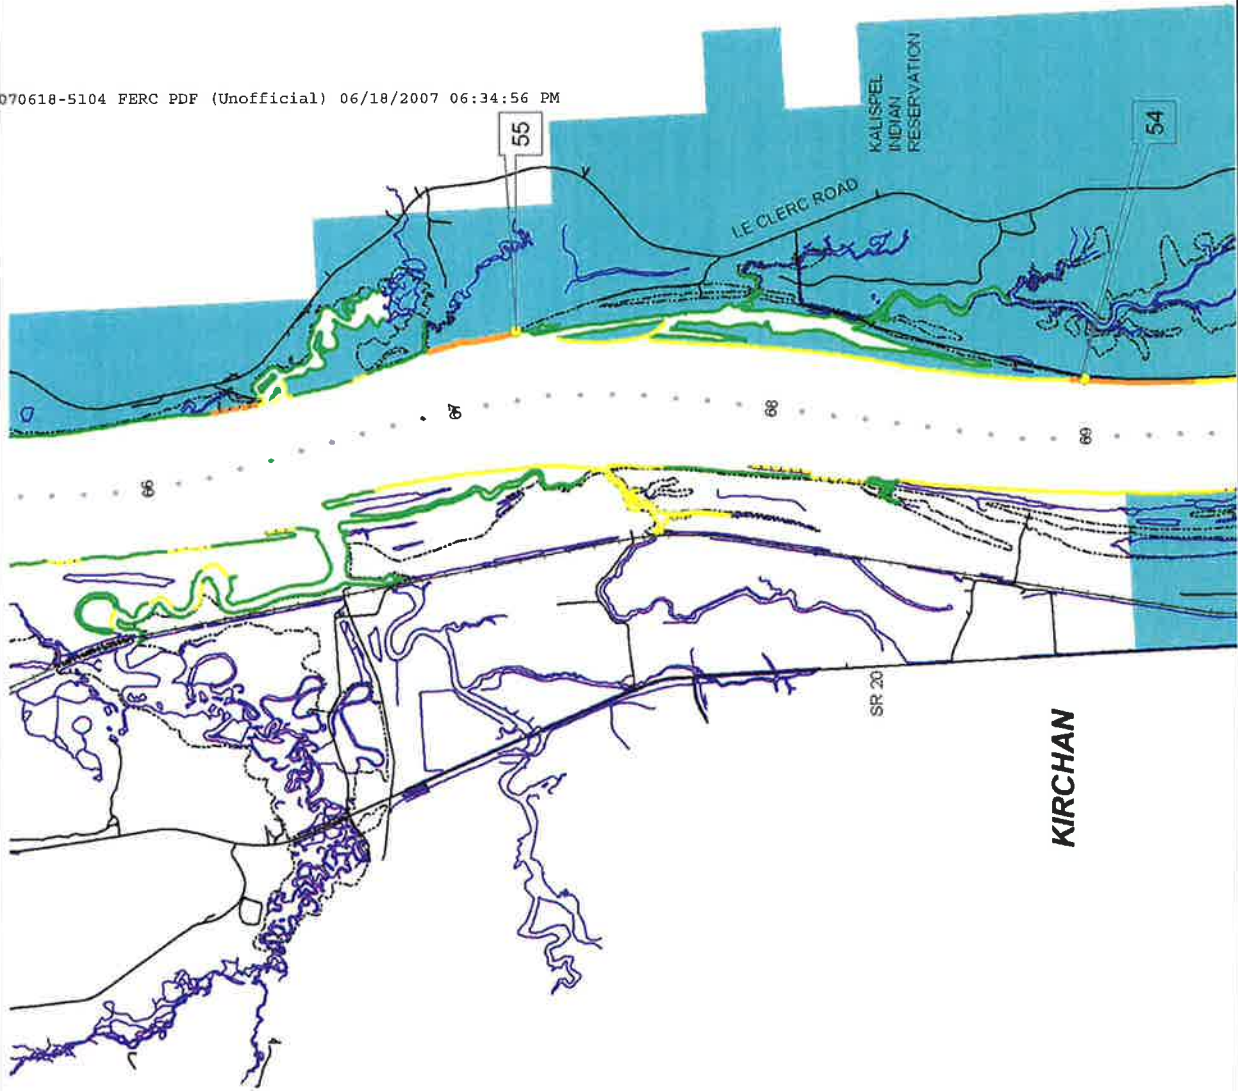 070618-5104 FERC PDF (Unofficial) 06/18/2007 06:34:56 PM
55
KALISPEL
INDIAN
RESERVATION
54
LE CLERC ROAD
66
67
68
69
SR 20
KIRCHAN